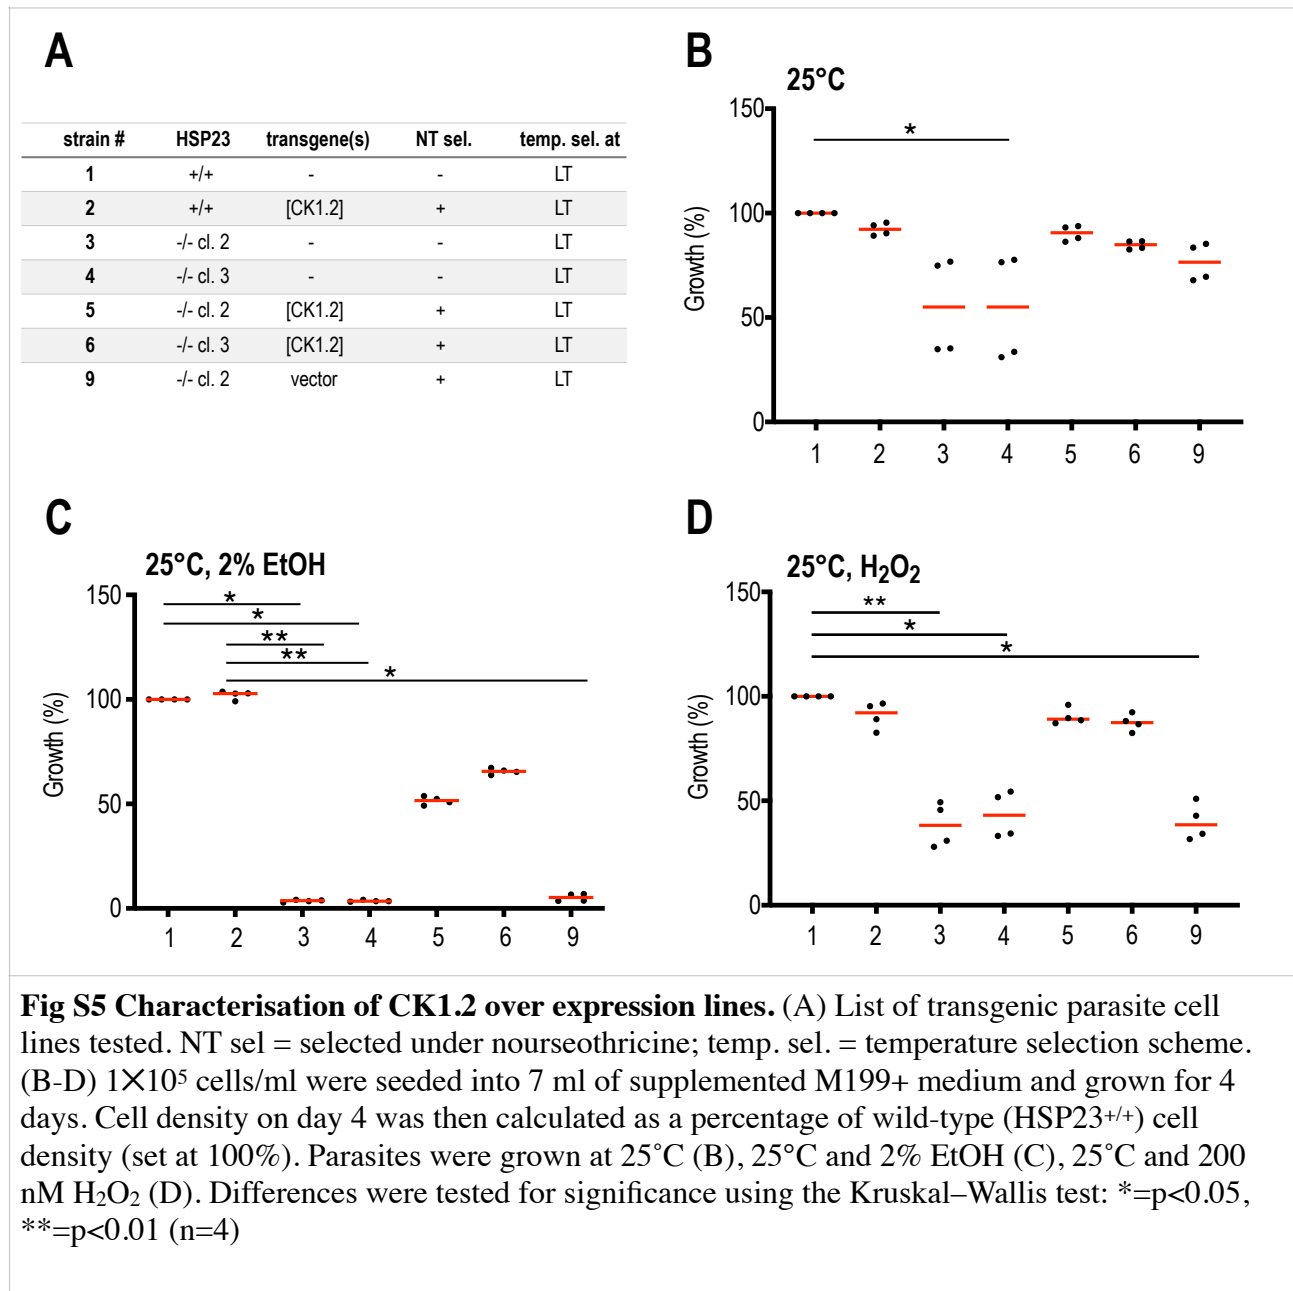 A
strain # HSP23 transgene(s) NT sel. temp. sel. at
1 +/+ - - LT
2 +/+ [CK1.2] + LT
3 -/- cl. 2 - - LT
4 -/- cl. 3 - - LT
5 -/- cl. 2 [CK1.2] + LT
6 -/- cl. 3 [CK1.2] + LT
9 -/- cl. 2 vector + LT
B
25°C
150
100
50
0
Growth (%)
*
1 2 3 4 5 6 9
C
25°C, 2% EtOH
150
100
50
0
Growth (%)
*
*
**
**
*
1 2 3 4 5 6 9
D
25°C, H₂O₂
150
100
50
0
Growth (%)
**
*
*
1 2 3 4 5 6 9
Fig S5 Characterisation of CK1.2 over expression lines. (A) List of transgenic parasite cell
lines tested. NT sel = selected under nourseothricine; temp. sel. = temperature selection scheme.
(B-D) 1✕10⁵ cells/ml were seeded into 7 ml of supplemented M199+ medium and grown for 4
days. Cell density on day 4 was then calculated as a percentage of wild-type (HSP23⁺/⁺) cell
density (set at 100%). Parasites were grown at 25˚C (B), 25°C and 2% EtOH (C), 25°C and 200
nM H₂O₂ (D). Differences were tested for significance using the Kruskal–Wallis test: *=p<0.05,
**=p<0.01 (n=4)